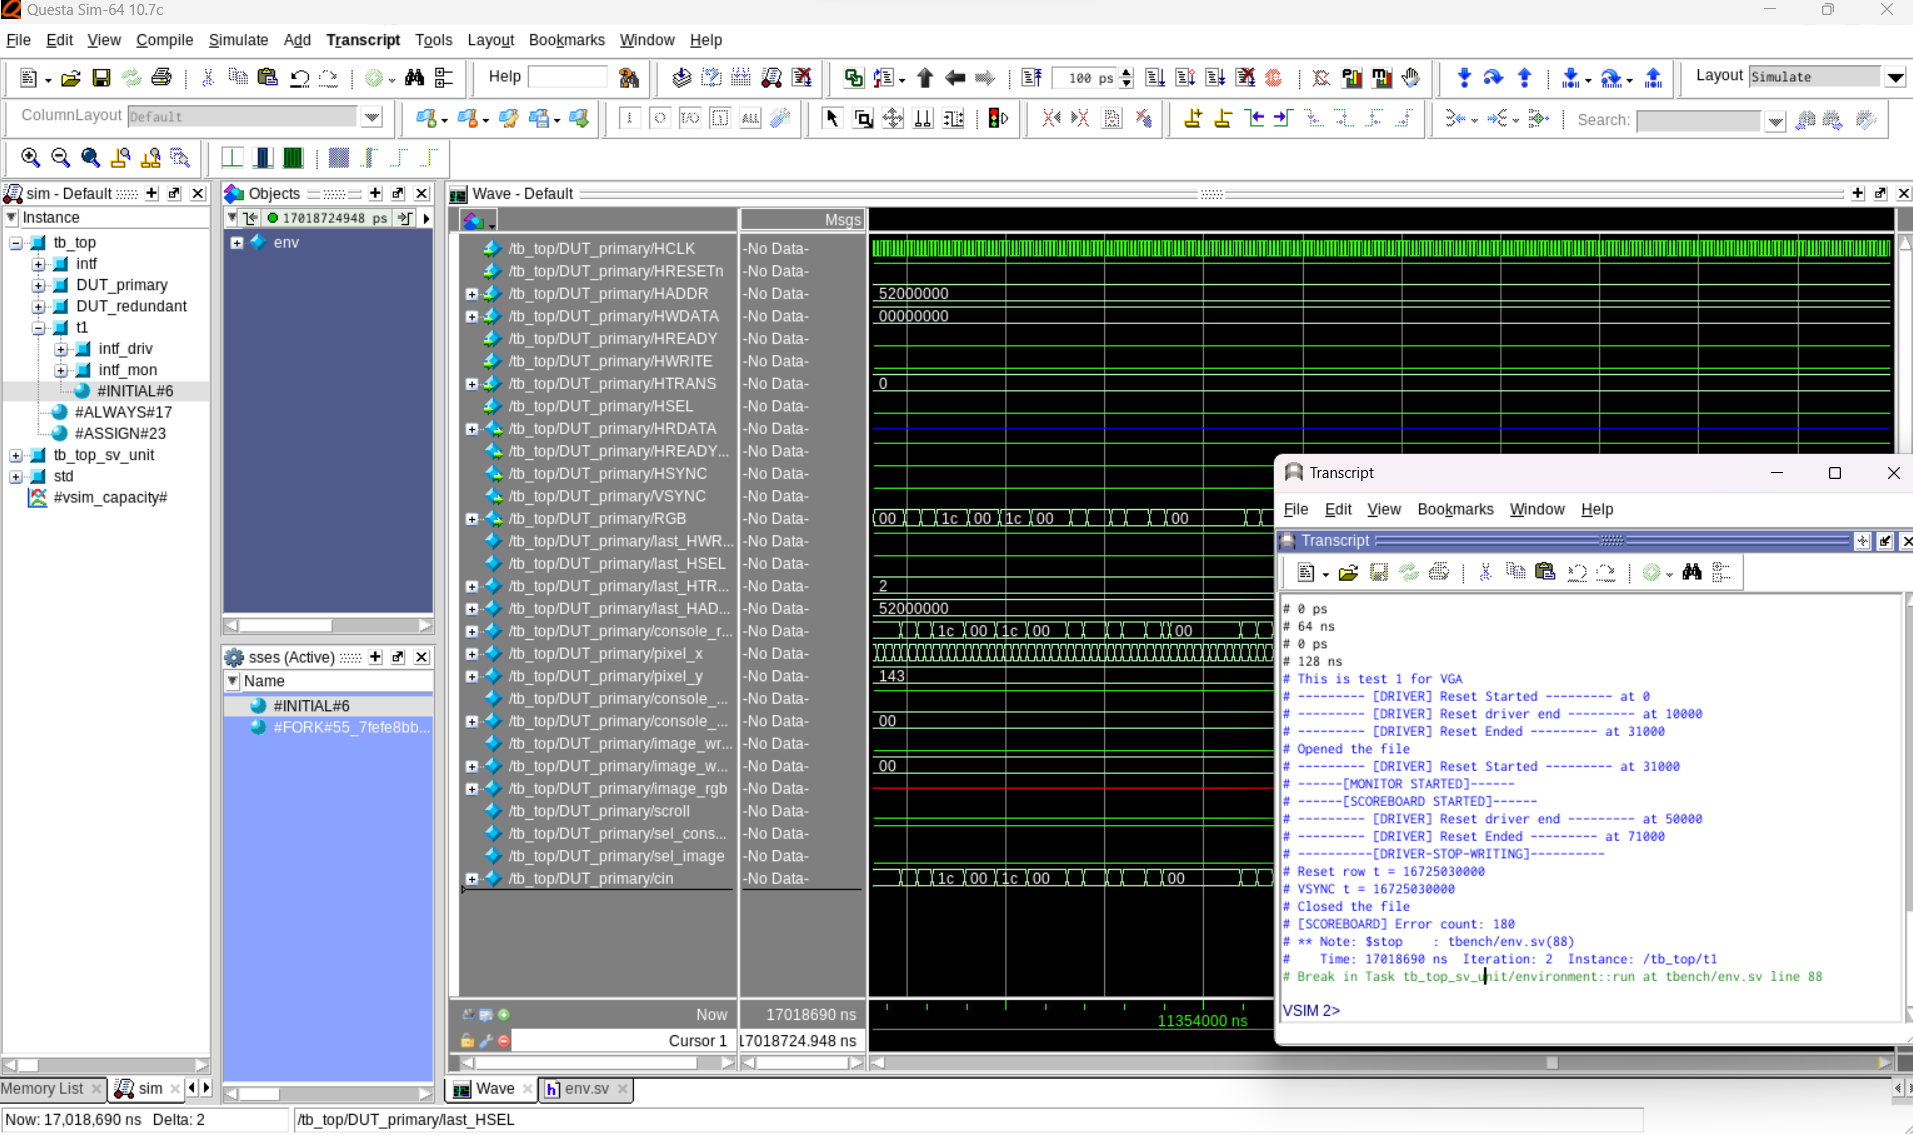 Questa Sim-64 10.7c
File Edit View Compile Simulate Add Transcript Tools Layout Bookmarks Window Help
Help
100 ps
Layout Simulate
ColumnLayout Default
Search:
sim - Default
Instance
tb_top
intf
DUT_primary
DUT_redundant
t1
intf_driv
intf_mon
#INITIAL#6
#ALWAYS#17
#ASSIGN#23
tb_top_sv_unit
std
#vsim_capacity#
Memory List
sim
Objects
17018724948 ps
env
sses (Active)
Name
#INITIAL#6
#FORK#55_7fefe8bb...
Wave - Default
Msgs
/tb_top/DUT_primary/HCLK -No Data-
/tb_top/DUT_primary/HRESETn -No Data-
/tb_top/DUT_primary/HADDR -No Data- 52000000
/tb_top/DUT_primary/HWDATA -No Data- 00000000
/tb_top/DUT_primary/HREADY -No Data-
/tb_top/DUT_primary/HWRITE -No Data-
/tb_top/DUT_primary/HTRANS -No Data- 0
/tb_top/DUT_primary/HSEL -No Data-
/tb_top/DUT_primary/HRDATA -No Data-
/tb_top/DUT_primary/HREADY... -No Data-
/tb_top/DUT_primary/HSYNC -No Data-
/tb_top/DUT_primary/VSYNC -No Data-
/tb_top/DUT_primary/RGB -No Data- 00 1c 00 1c 00 00
/tb_top/DUT_primary/last_HWR... -No Data-
/tb_top/DUT_primary/last_HSEL -No Data-
/tb_top/DUT_primary/last_HTR... -No Data- 2
/tb_top/DUT_primary/last_HAD... -No Data- 52000000
/tb_top/DUT_primary/console_r... -No Data- 1c 00 1c 00 00
/tb_top/DUT_primary/pixel_x -No Data-
/tb_top/DUT_primary/pixel_y -No Data- 143
/tb_top/DUT_primary/console_... -No Data-
/tb_top/DUT_primary/console_... -No Data- 00
/tb_top/DUT_primary/image_wr... -No Data-
/tb_top/DUT_primary/image_w... -No Data- 00
/tb_top/DUT_primary/image_rgb -No Data-
/tb_top/DUT_primary/scroll -No Data-
/tb_top/DUT_primary/sel_cons... -No Data-
/tb_top/DUT_primary/sel_image -No Data-
/tb_top/DUT_primary/cin -No Data- 1c 00 1c 00 00
Now 17018690 ns 11354000 ns
Cursor 1 17018724.948 ns
Wave
env.sv
Transcript
File Edit View Bookmarks Window Help
Transcript
# 0 ps
# 64 ns
# 0 ps
# 128 ns
# This is test 1 for VGA
# --------- [DRIVER] Reset Started --------- at 0
# --------- [DRIVER] Reset driver end --------- at 10000
# --------- [DRIVER] Reset Ended --------- at 31000
# Opened the file
# --------- [DRIVER] Reset Started --------- at 31000
# ------[MONITOR STARTED]------
# ------[SCOREBOARD STARTED]------
# --------- [DRIVER] Reset driver end --------- at 50000
# --------- [DRIVER] Reset Ended --------- at 71000
# ----------[DRIVER-STOP-WRITING]----------
# Reset row t = 16725030000
# VSYNC t = 16725030000
# Closed the file
# [SCOREBOARD] Error count: 180
# ** Note: $stop : tbench/env.sv(88)
# Time: 17018690 ns Iteration: 2 Instance: /tb_top/t1
# Break in Task tb_top_sv_unit/environment::run at tbench/env.sv line 88
VSIM 2>
Now: 17,018,690 ns Delta: 2
/tb_top/DUT_primary/last_HSEL